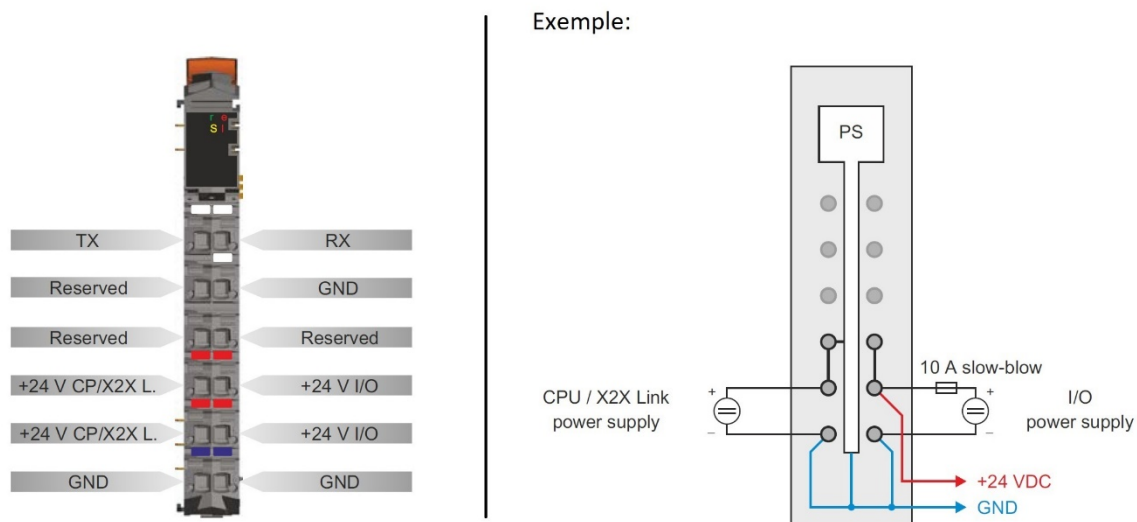 Exemple:
r e
S l
TX
RX
Reserved
GND
Reserved
Reserved
+24 V CP/X2X L.
+24 V I/O
+24 V CP/X2X L.
+24 V I/O
GND
GND
PS
10 A slow-blow
CPU / X2X Link
power supply
+
–
+
–
I/O
power supply
+24 VDC
GND